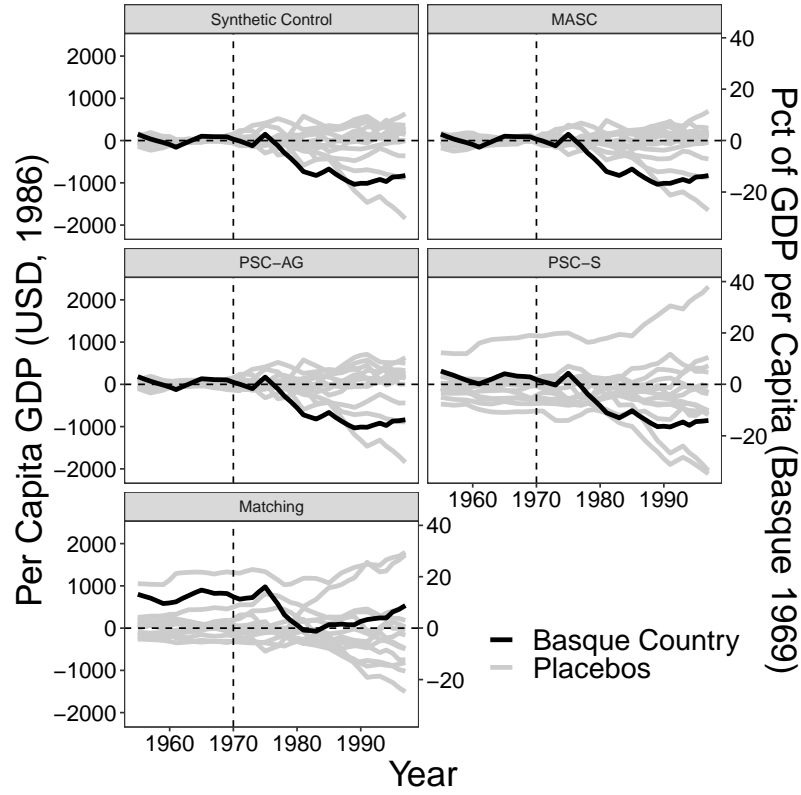 Synthetic Control
MASC
2000
1000
0
−1000
−2000
40
20
0
−20
PSC−AG
PSC−S
2000
1000
0
−1000
−2000
40
20
0
−20
1960 1970 1980 1990
Matching
2000
1000
0
−1000
−2000
40
20
0
−20
1960 1970 1980 1990
Per Capita GDP (USD, 1986)
Pct of GDP per Capita (Basque 1969)
Basque Country
Placebos
Year